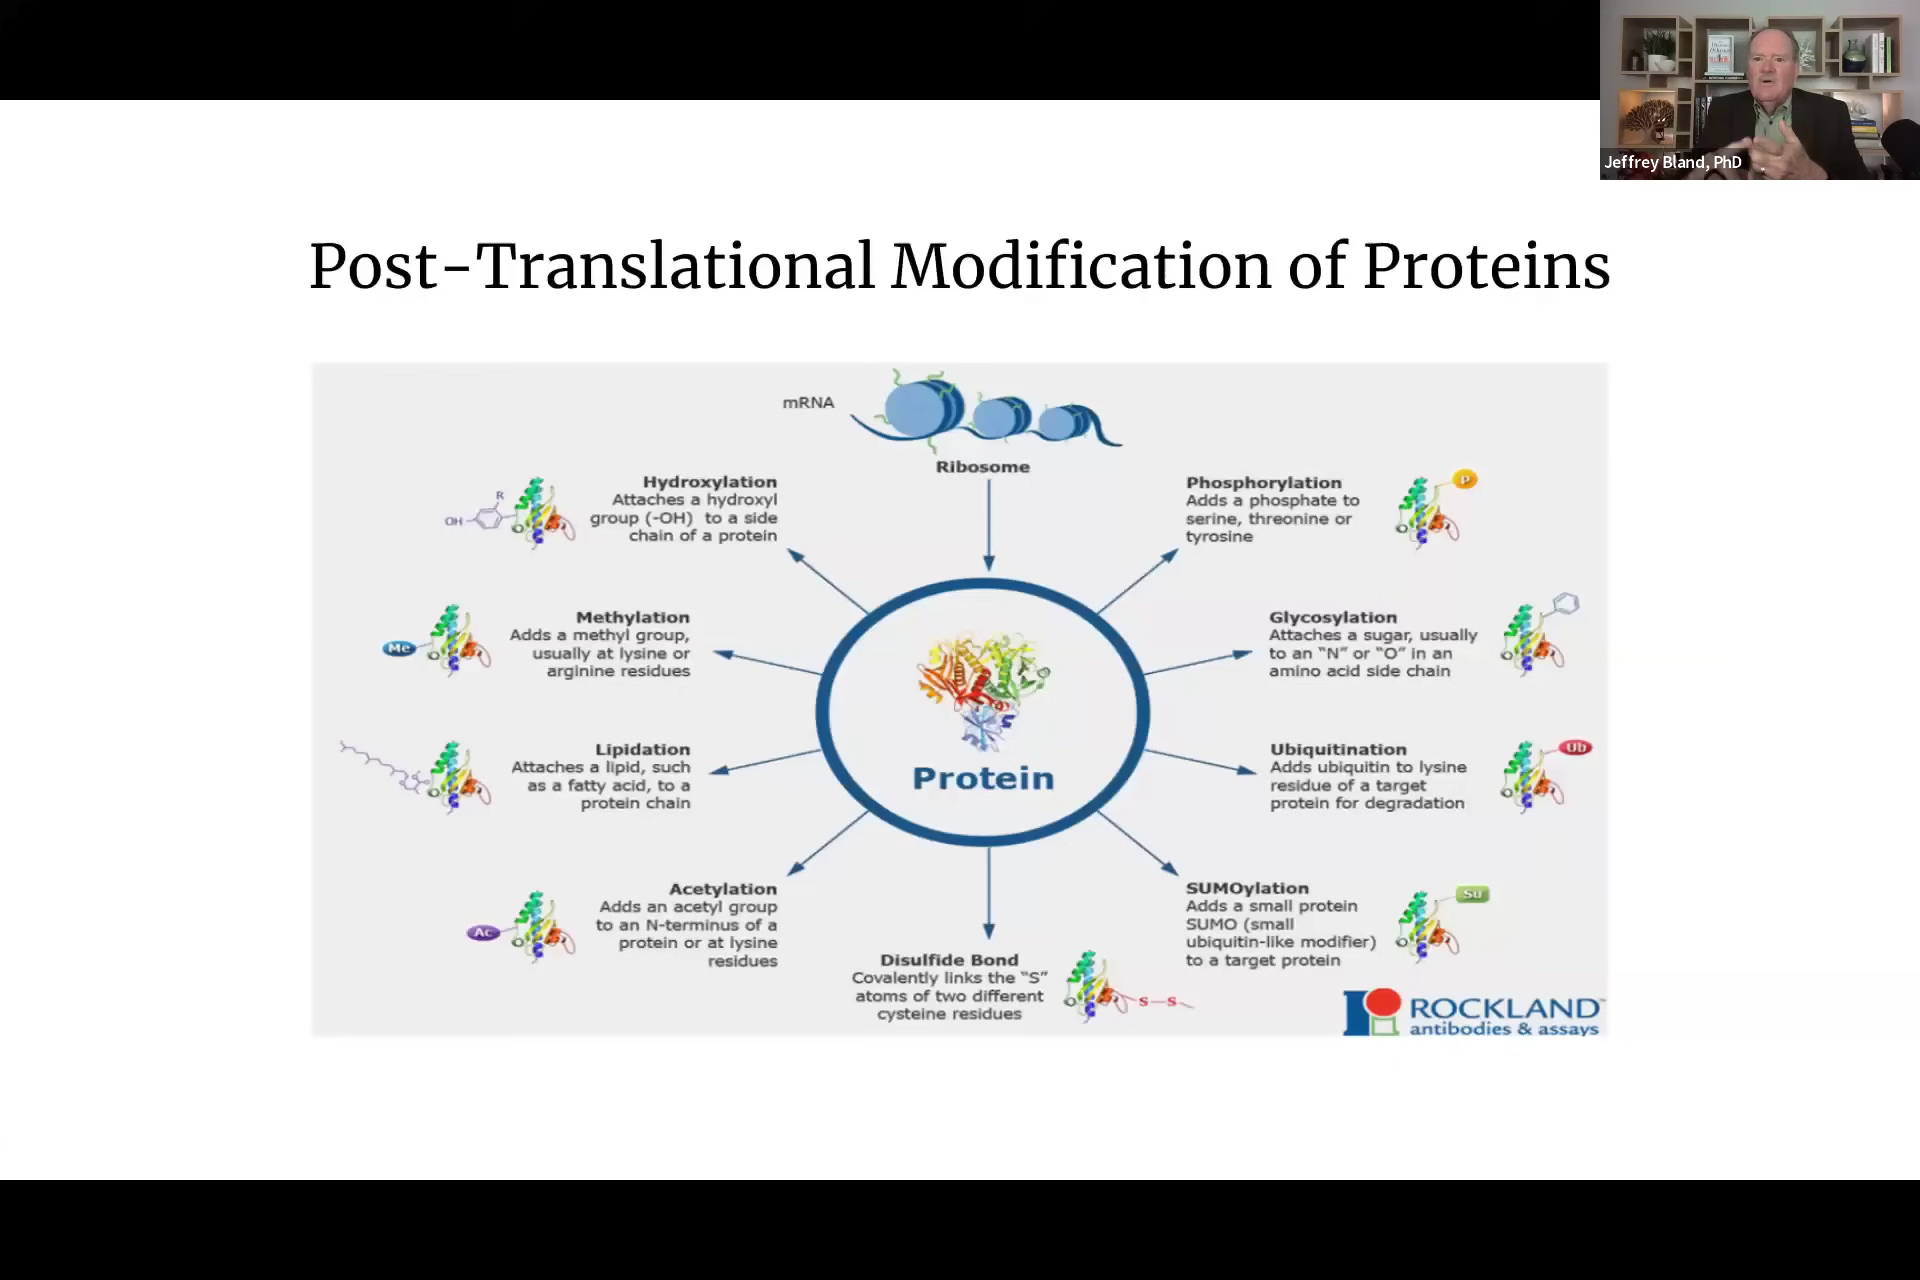 Jeffrey Bland, PhD
Post-Translational Modification of Proteins
mRNA
Ribosome
Hydroxylation
Attaches a hydroxyl
group (-OH) to a side
chain of a protein
R
OH
Phosphorylation
Adds a phosphate to
serine, threonine or
tyrosine
P
Methylation
Adds a methyl group,
usually at lysine or
arginine residues
Me
Glycosylation
Attaches a sugar, usually
to an “N” or “O” in an
amino acid side chain
Lipidation
Attaches a lipid, such
as a fatty acid, to a
protein chain
Protein
Ubiquitination
Adds ubiquitin to lysine
residue of a target
protein for degradation
Ub
Acetylation
Adds an acetyl group
to an N-terminus of a
protein or at lysine
residues
Ac
Disulfide Bond
Covalently links the “S”
atoms of two different
cysteine residues
S—S
SUMOylation
Adds a small protein
SUMO (small
ubiquitin-like modifier)
to a target protein
Su
ROCKLAND™
antibodies & assays